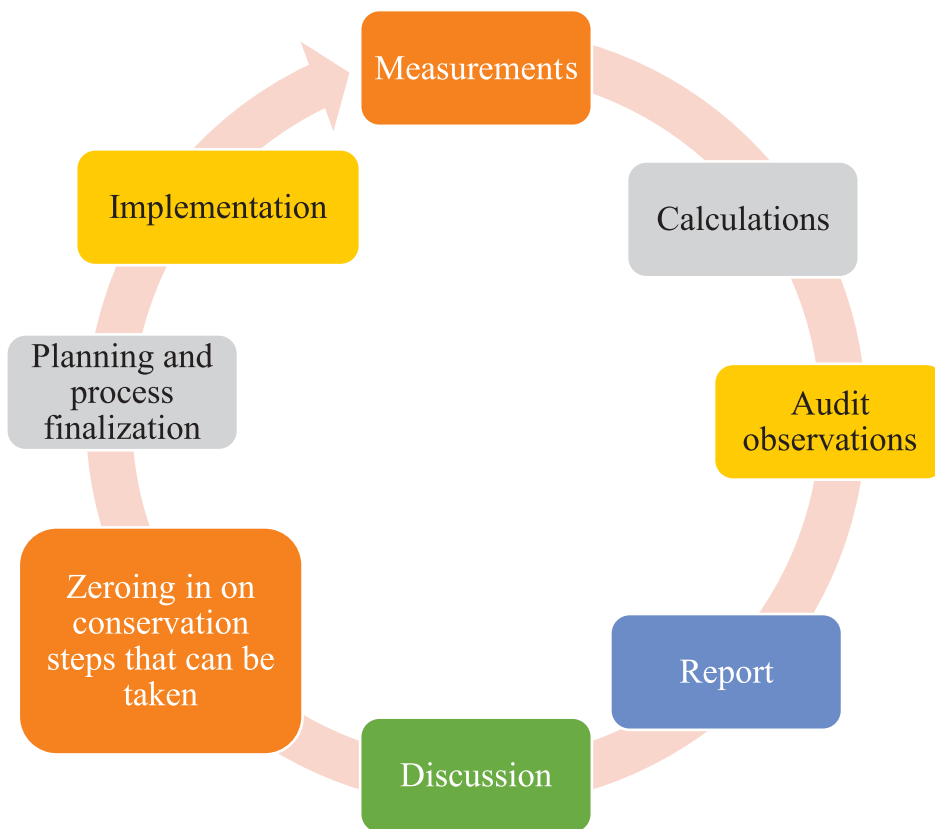 Measurements
Calculations
Audit
observations
Report
Discussion
Zeroing in on
conservation
steps that can be
taken
Planning and
process
finalization
Implementation